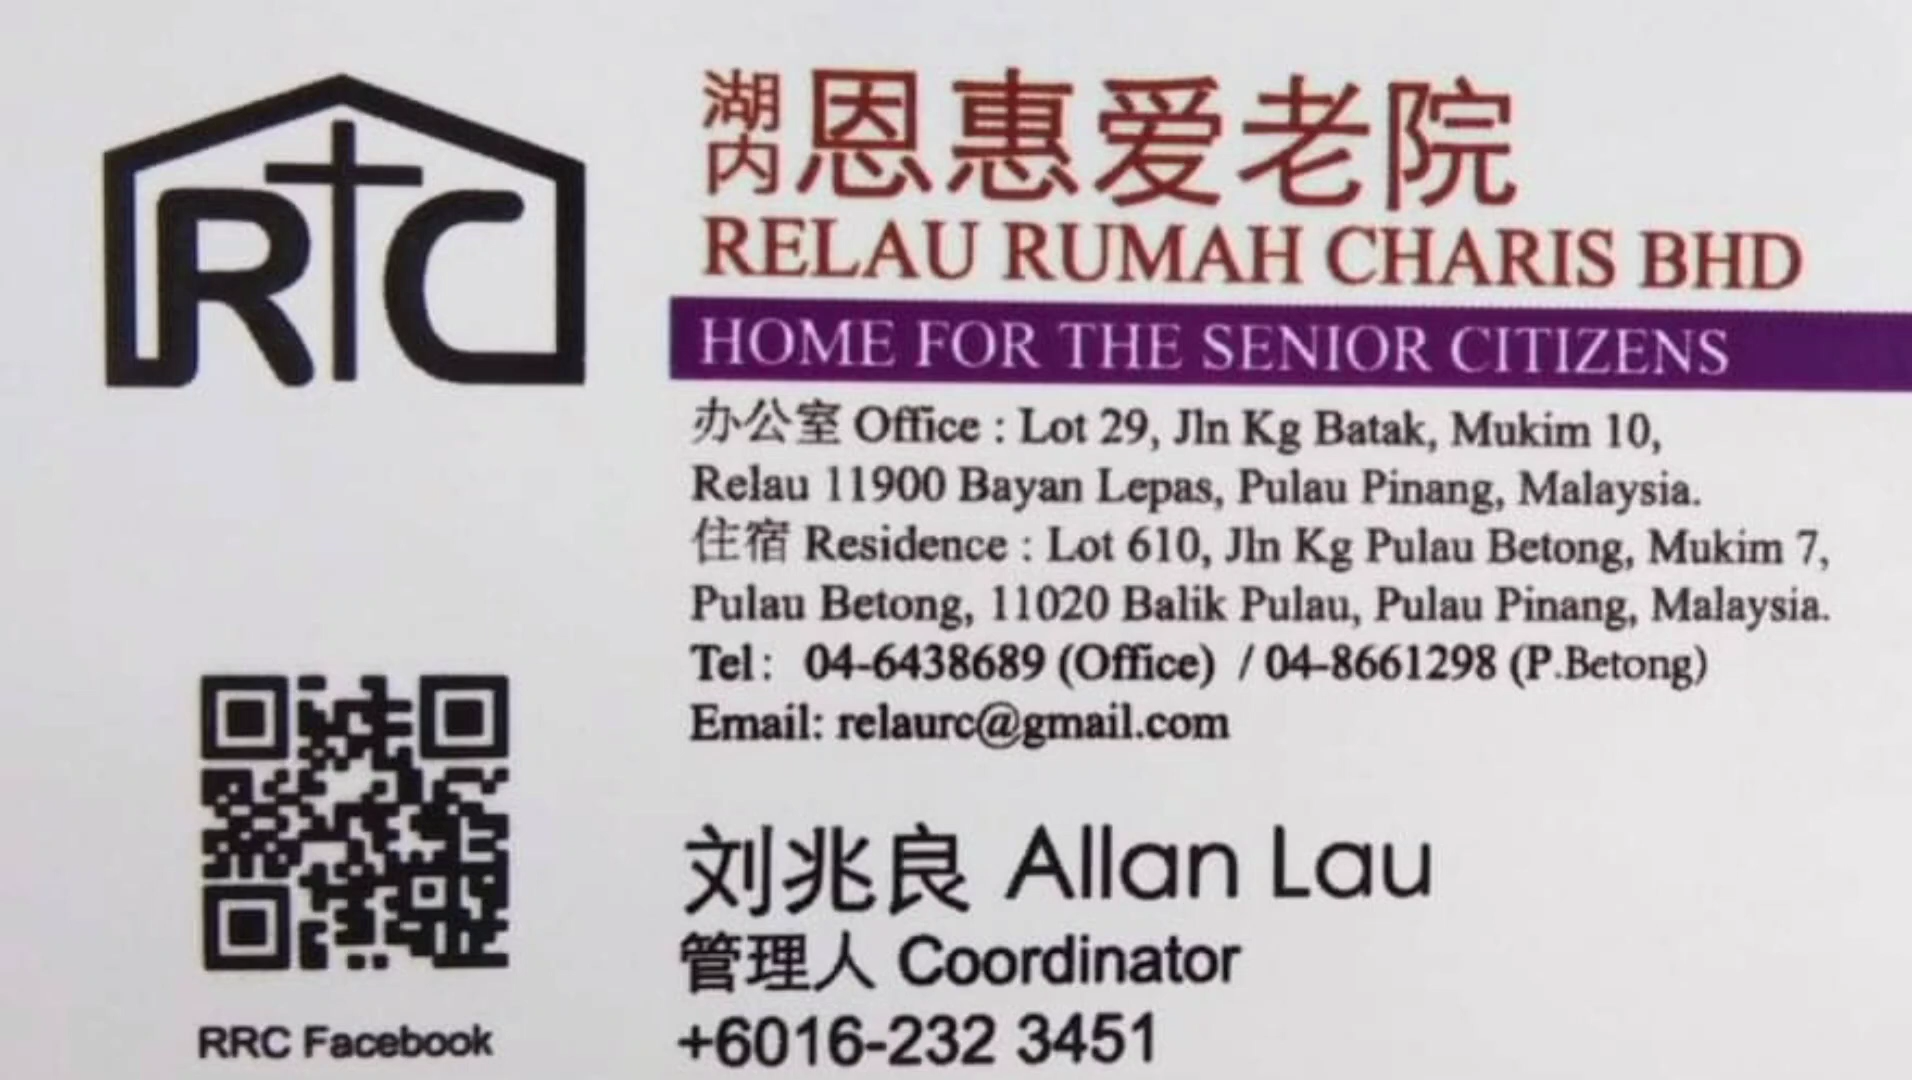 RTC
湖内恩惠爱老院
RELAU RUMAH CHARIS BHD
HOME FOR THE SENIOR CITIZENS
办公室 Office : Lot 29, Jln Kg Batak, Mukim 10,
Relau 11900 Bayan Lepas, Pulau Pinang, Malaysia.
住宿 Residence : Lot 610, Jln Kg Pulau Betong, Mukim 7,
Pulau Betong, 11020 Balik Pulau, Pulau Pinang, Malaysia.
Tel : 04-6438689 (Office) / 04-8661298 (P.Betong)
Email: relaurc@gmail.com
刘兆良 Allan Lau
管理人 Coordinator
+6016-232 3451
RRC Facebook